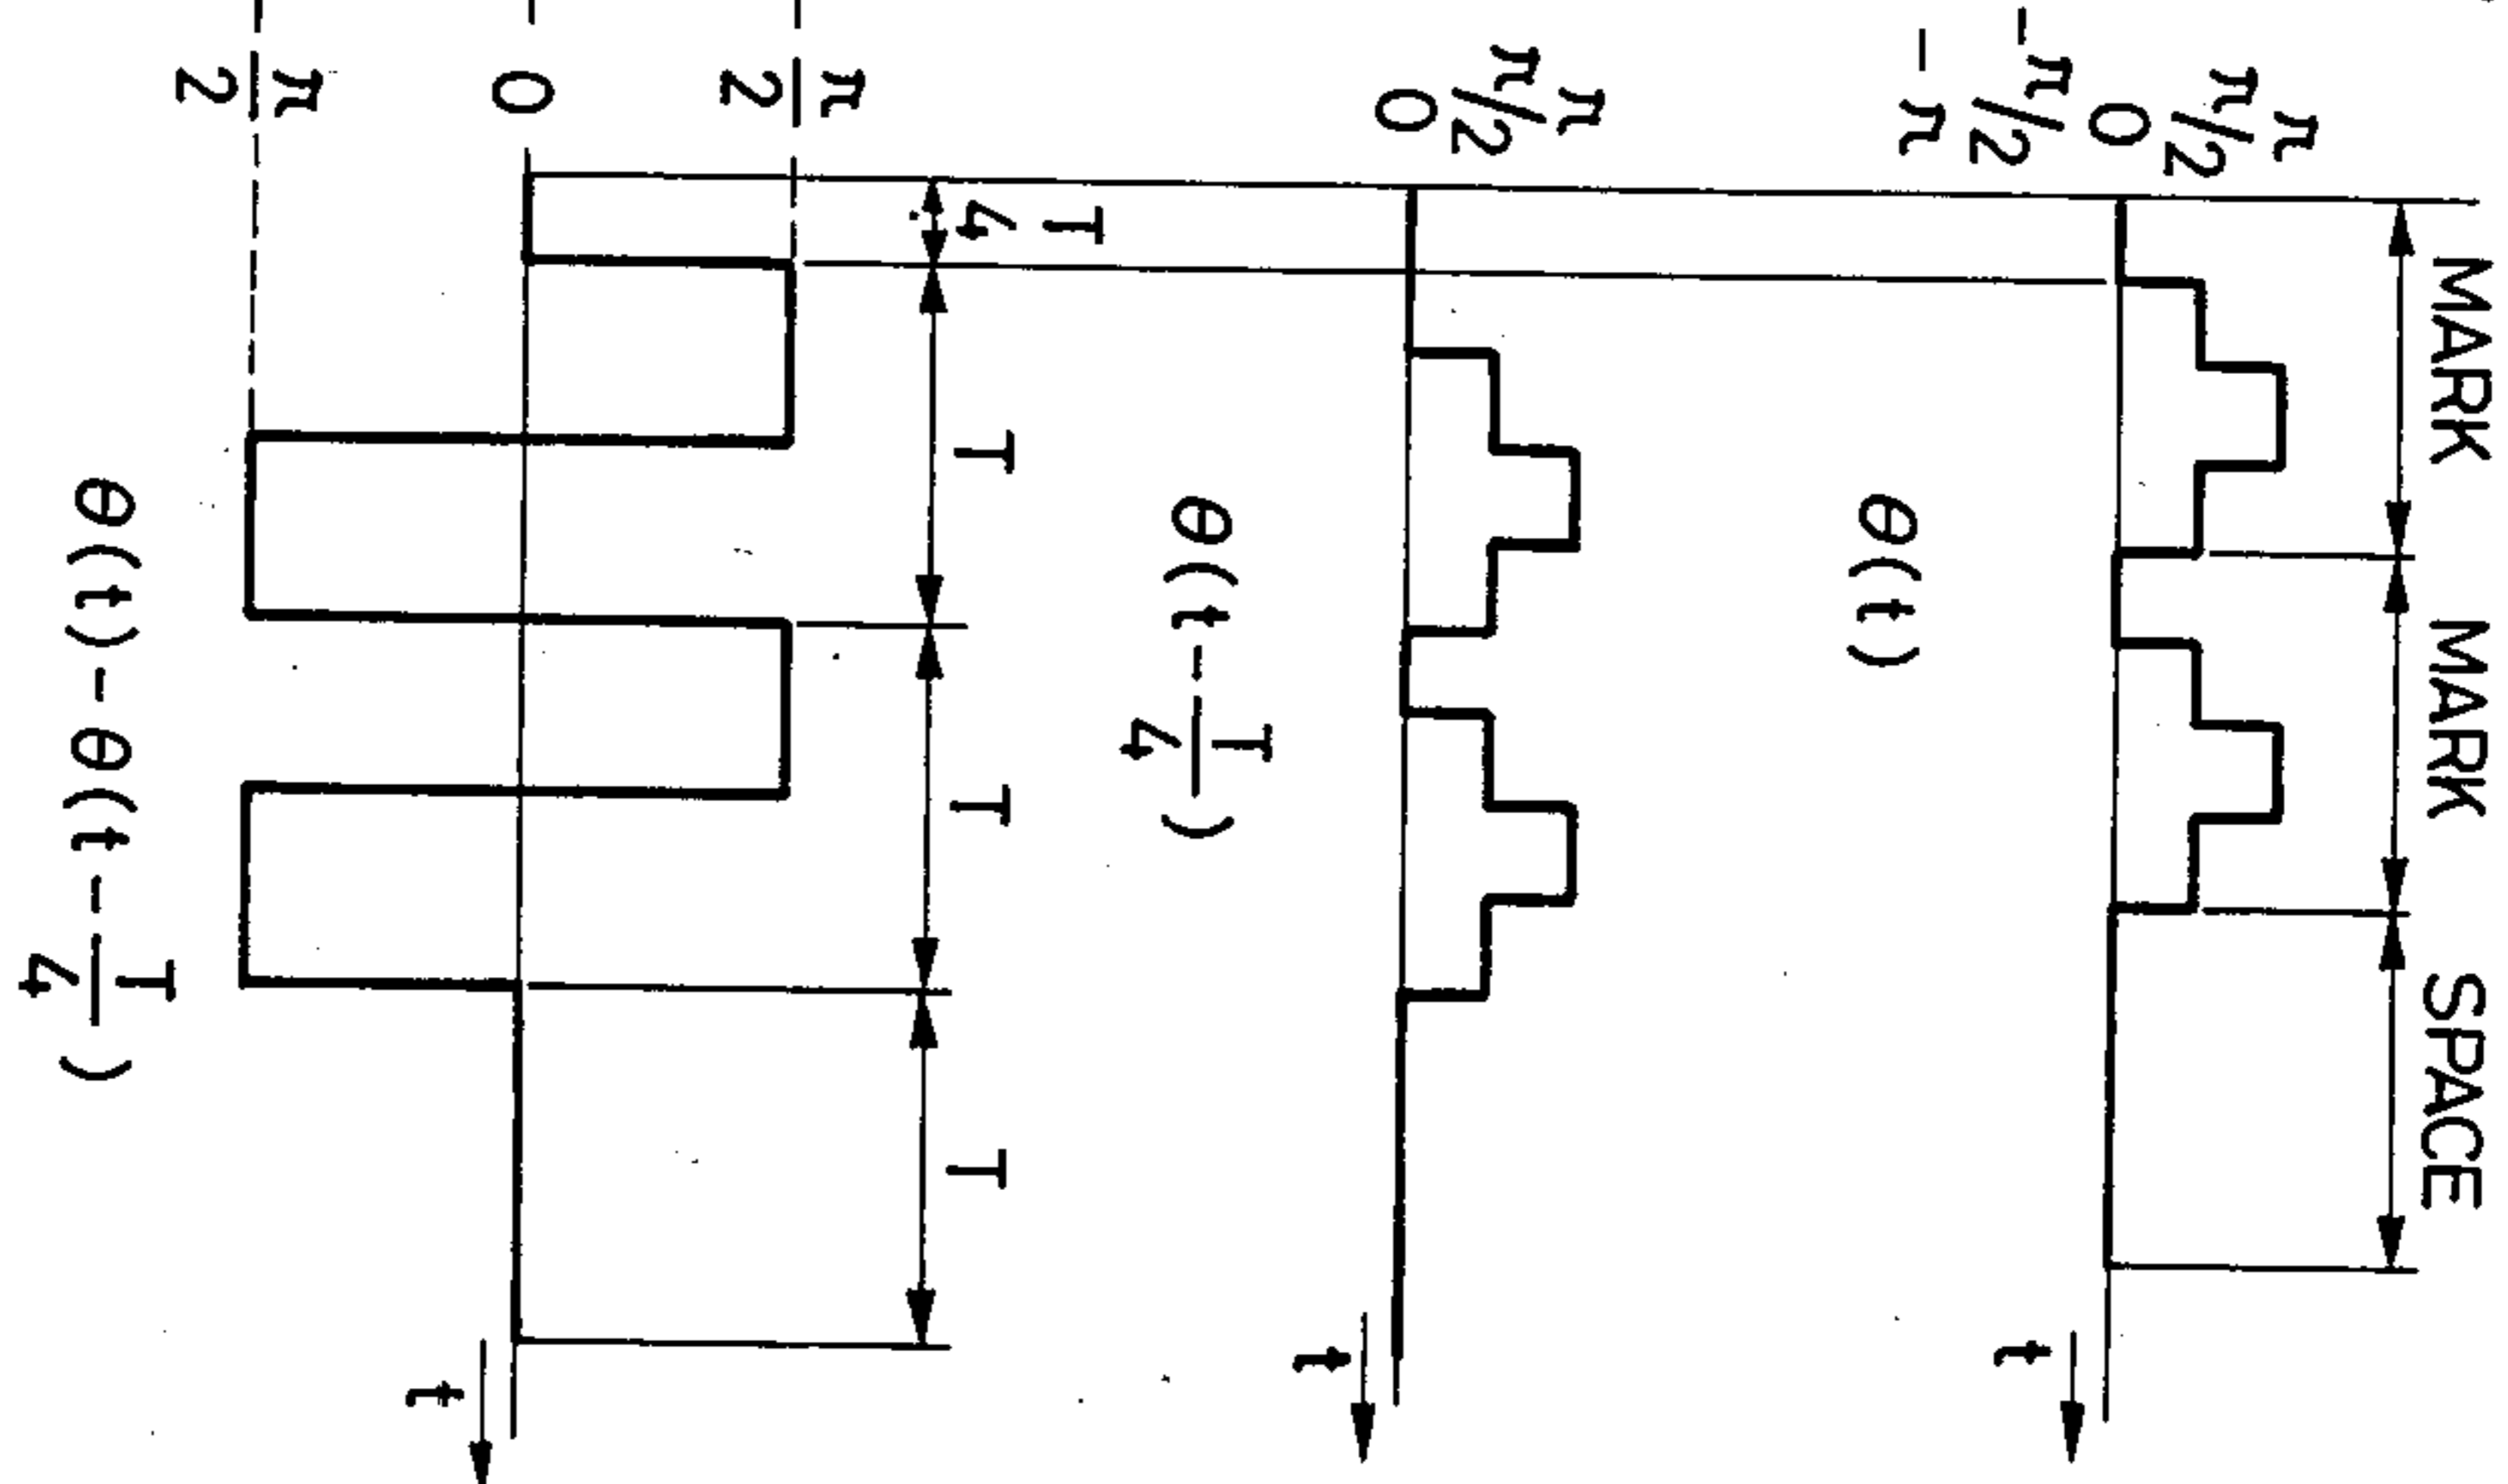 MARK MARK SPACE
π
π/2
0
-π/2
-π
t
θ(t)
π
π/2
0
t
θ(t-T/4)
T/4 T T T
- π/2
- 0
- π/2
t
θ(t)-θ(t-T/4)